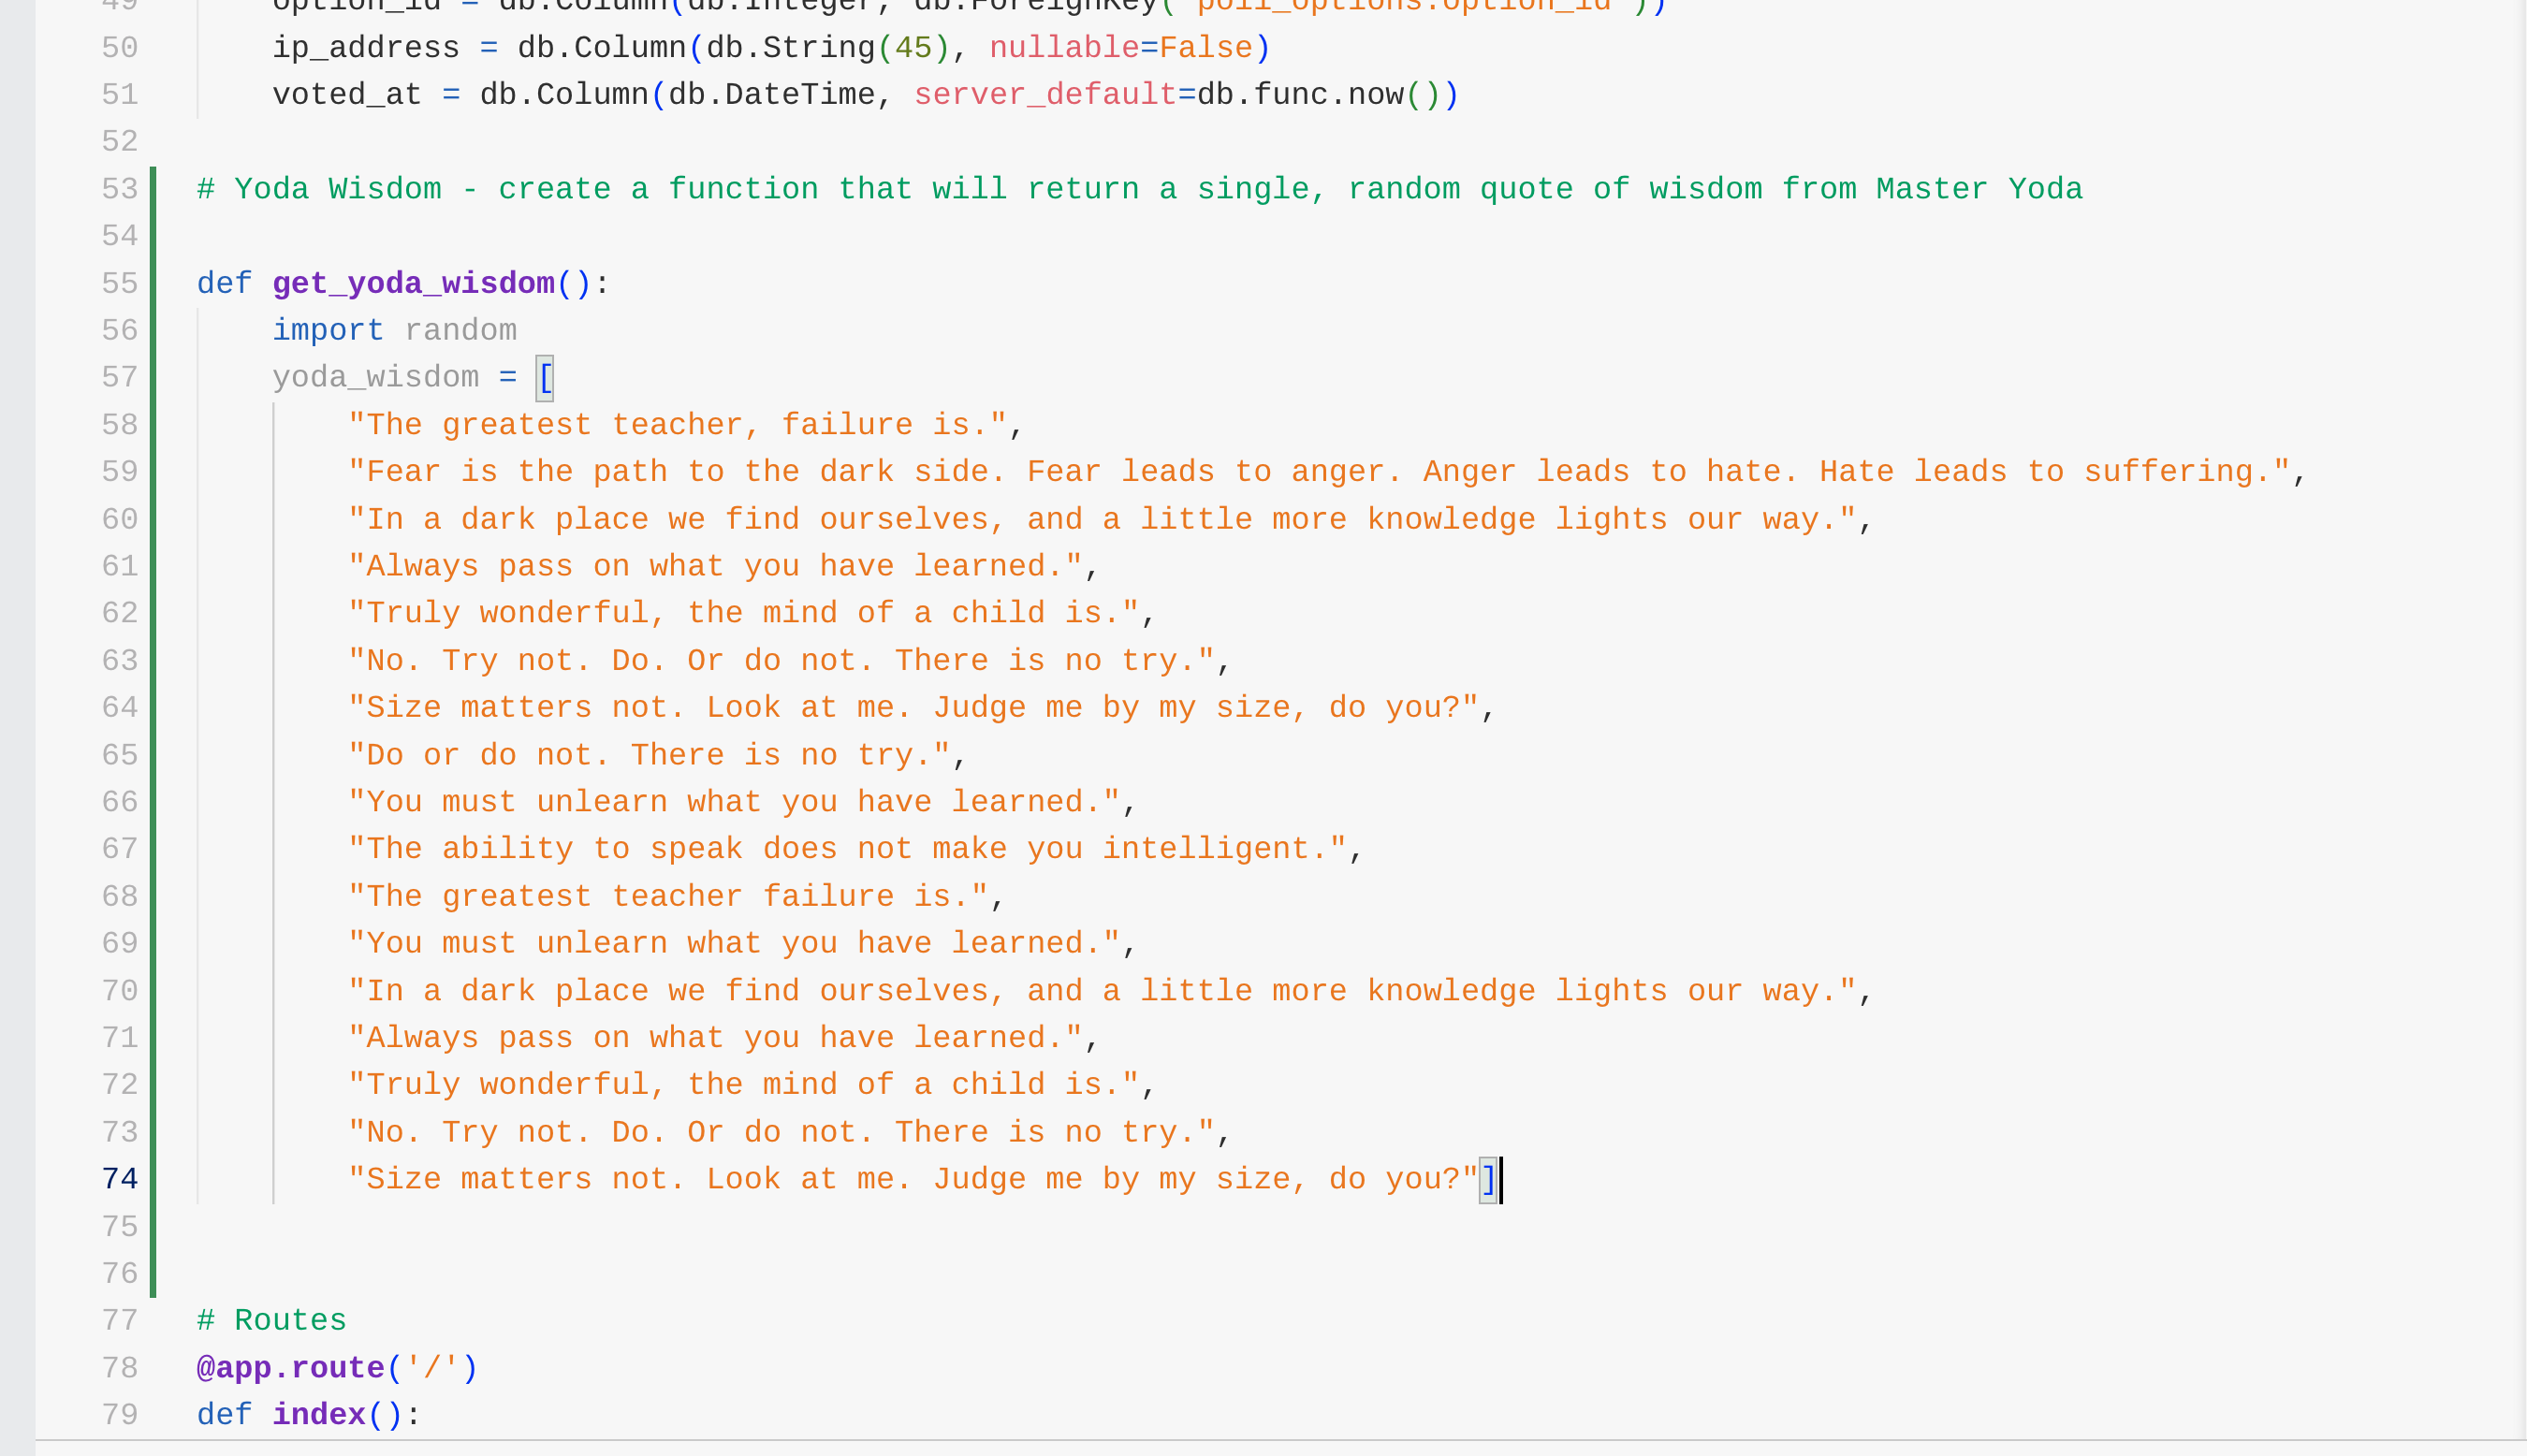 49 option_id = db.Column(db.Integer, db.ForeignKey('poll_options.option_id'))
50 ip_address = db.Column(db.String(45), nullable=False)
51 voted_at = db.Column(db.DateTime, server_default=db.func.now())
52
53 # Yoda Wisdom - create a function that will return a single, random quote of wisdom from Master Yoda
54
55 def get_yoda_wisdom():
56 import random
57 yoda_wisdom = [
58 "The greatest teacher, failure is.",
59 "Fear is the path to the dark side. Fear leads to anger. Anger leads to hate. Hate leads to suffering.",
60 "In a dark place we find ourselves, and a little more knowledge lights our way.",
61 "Always pass on what you have learned.",
62 "Truly wonderful, the mind of a child is.",
63 "No. Try not. Do. Or do not. There is no try.",
64 "Size matters not. Look at me. Judge me by my size, do you?",
65 "Do or do not. There is no try.",
66 "You must unlearn what you have learned.",
67 "The ability to speak does not make you intelligent.",
68 "The greatest teacher failure is.",
69 "You must unlearn what you have learned.",
70 "In a dark place we find ourselves, and a little more knowledge lights our way.",
71 "Always pass on what you have learned.",
72 "Truly wonderful, the mind of a child is.",
73 "No. Try not. Do. Or do not. There is no try.",
74 "Size matters not. Look at me. Judge me by my size, do you?"]
75
76
77 # Routes
78 @app.route('/')
79 def index():